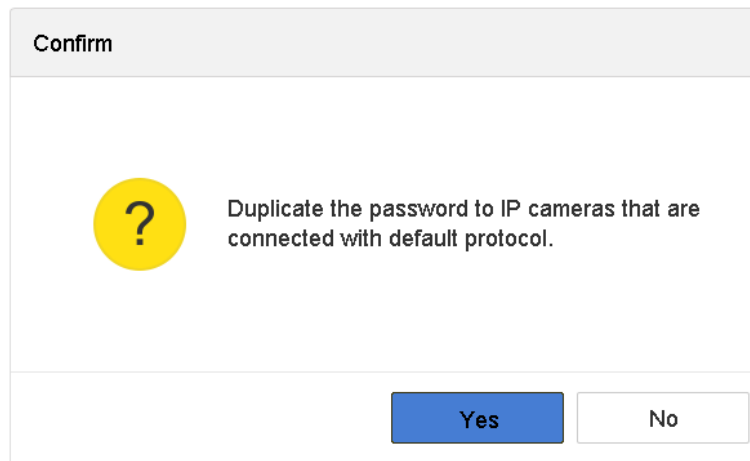 Confirm
?
Duplicate the password to IP cameras that are
connected with default protocol.
Yes
No